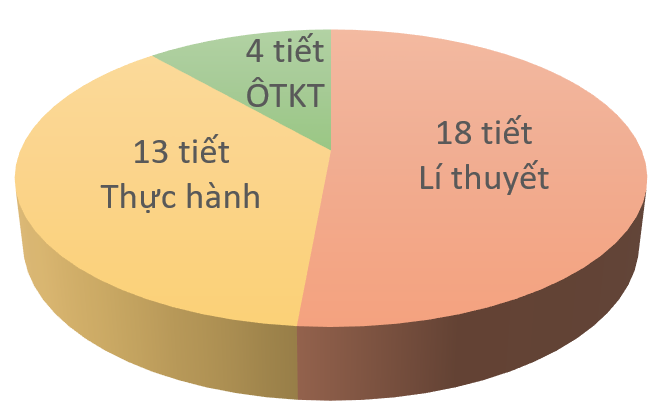 4 tiết
ÔTKT
18 tiết
Lí thuyết
13 tiết
Thực hành